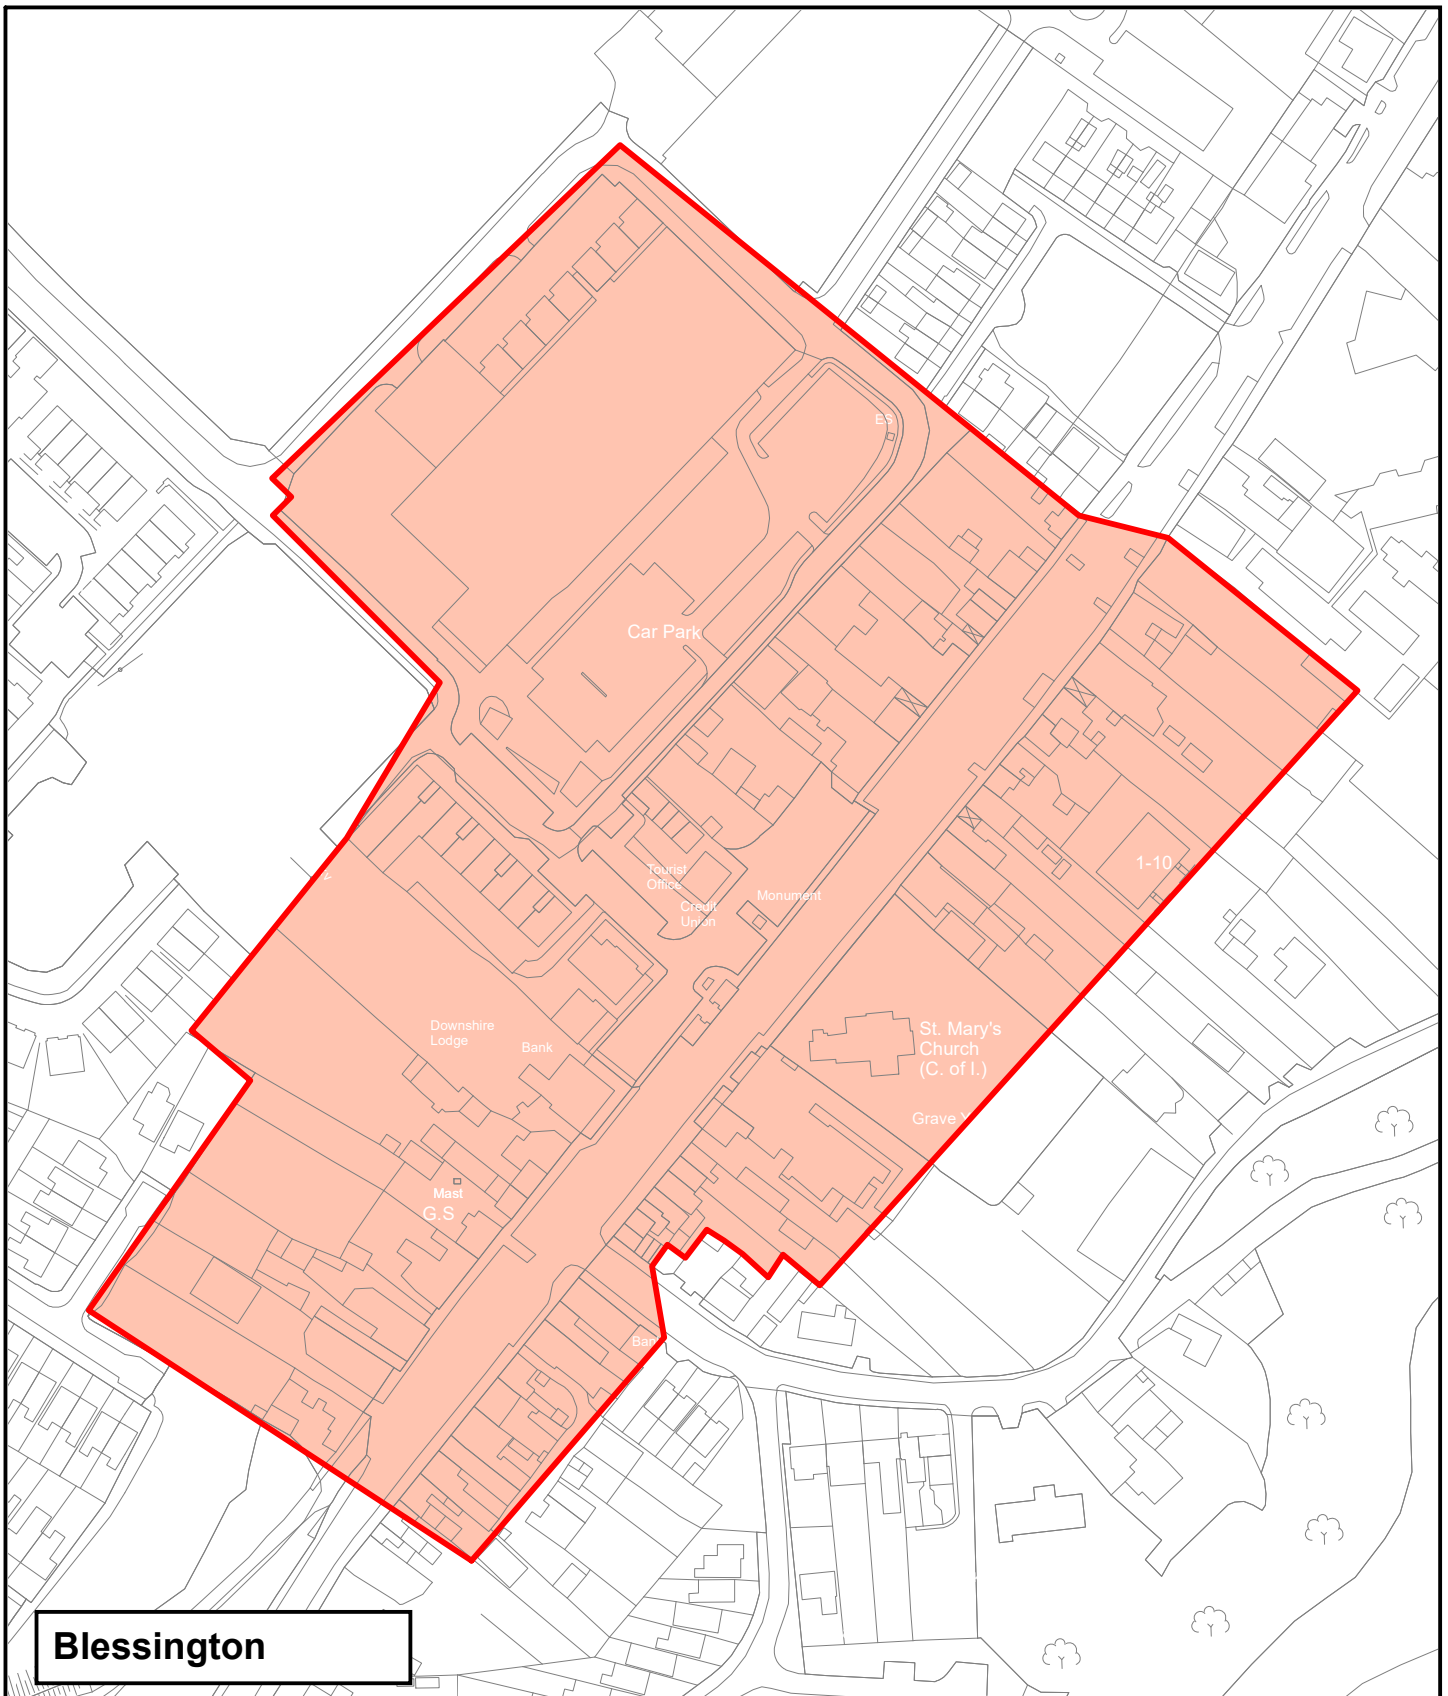 ES
Car Park
1-10
Tourist
Office
Monument
Credit
Union
Downshire
Lodge
Bank
St. Mary's
Church
(C. of I.)
Grave
Mast
G.S
Blessington